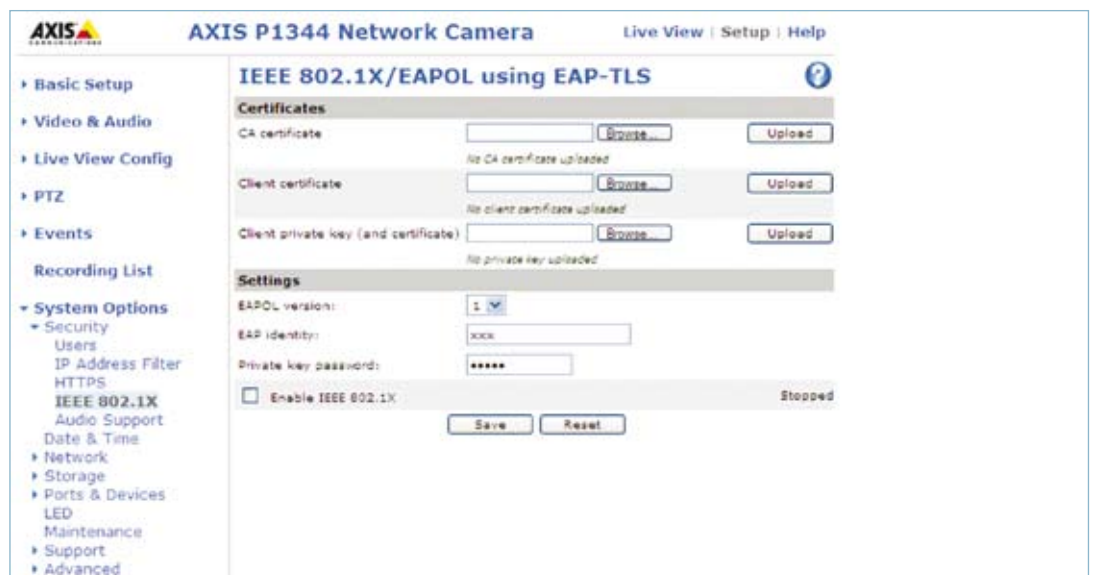 AXIS
COMMUNICATIONS
AXIS P1344 Network Camera
Live View | Setup | Help
Basic Setup
Video & Audio
Live View Config
PTZ
Events
Recording List
System Options
Security
Users
IP Address Filter
HTTPS
IEEE 802.1X
Audio Support
Date & Time
Network
Storage
Ports & Devices
LED
Maintenance
Support
Advanced
IEEE 802.1X/EAPOL using EAP-TLS
?
Certificates
CA certificate Browse... Upload
No CA certificate uploaded
Client certificate Browse... Upload
No client certificate uploaded
Client private key (and certificate) Browse... Upload
No private key uploaded
Settings
EAPOL version: 1
EAP identity: xxx
Private key password: •••••
Enable IEEE 802.1X Stopped
Save Reset